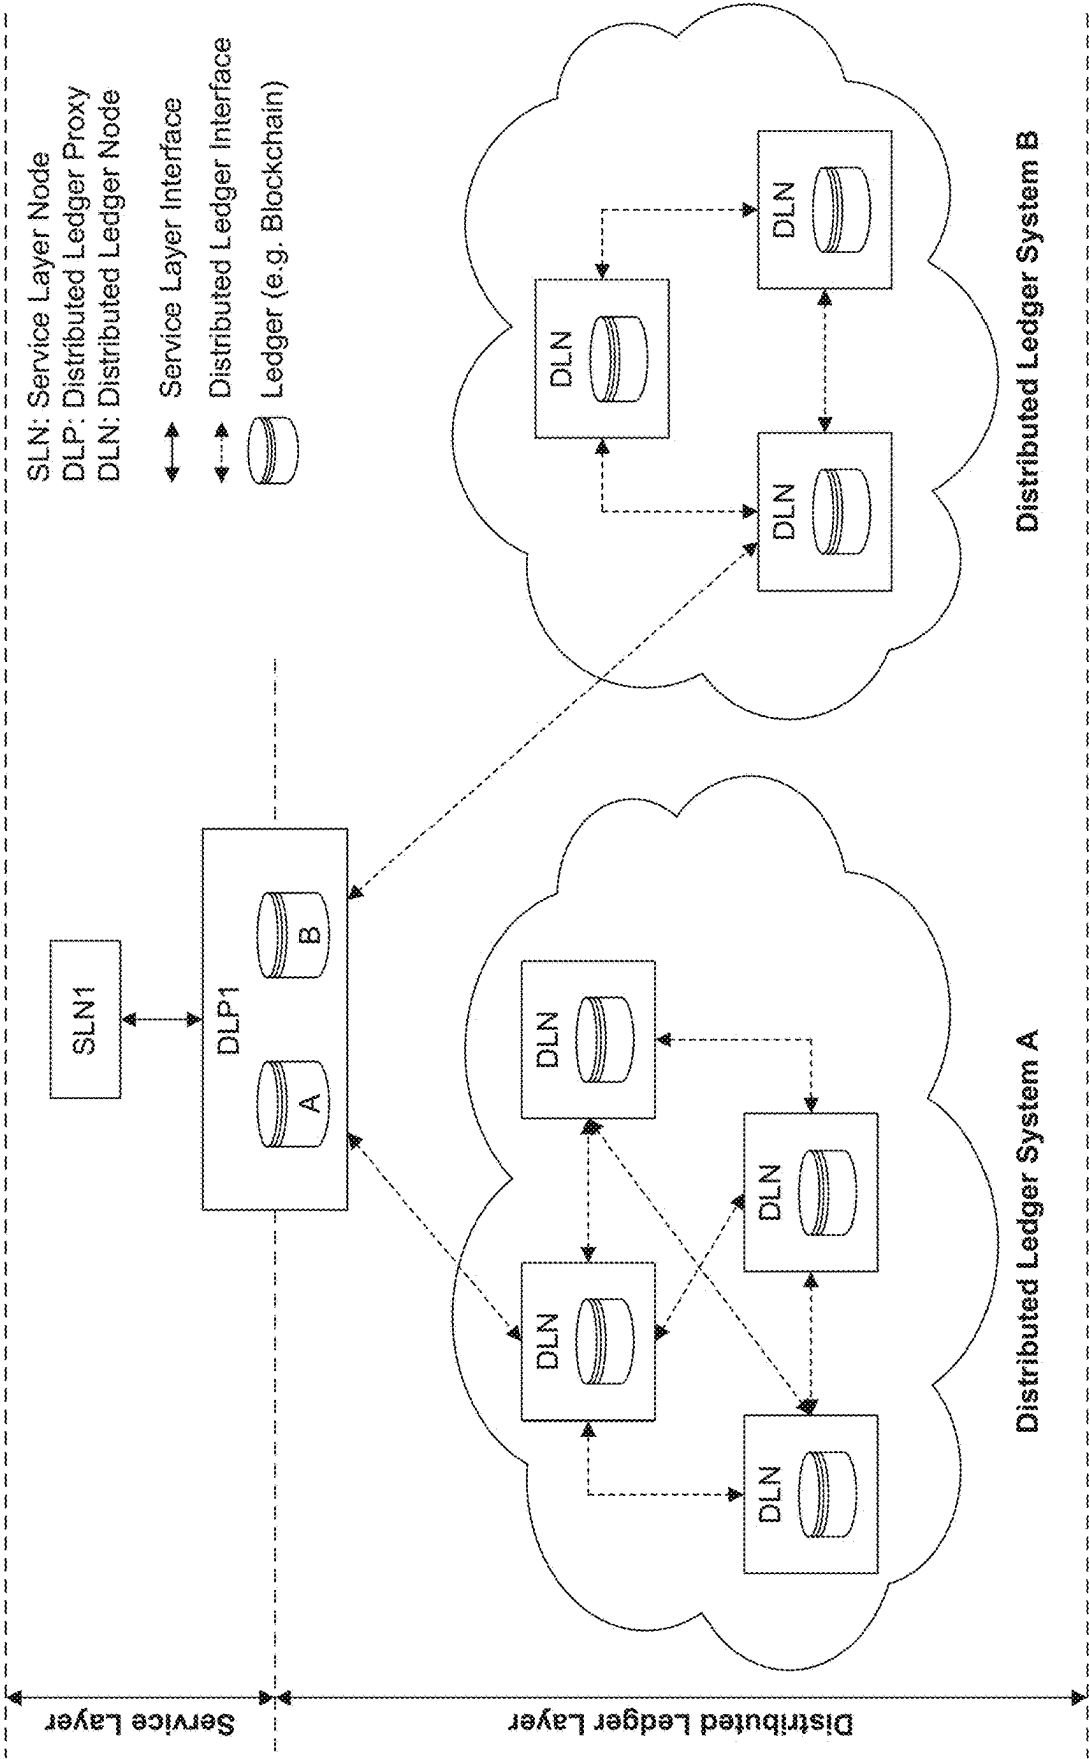 SLN: Service Layer Node
DLP: Distributed Ledger Proxy
DLN: Distributed Ledger Node
Service Layer Interface
Distributed Ledger Interface
Ledger (e.g. Blockchain)
Service Layer
SLN1
DLP1
A
B
Distributed Ledger Layer
DLN
DLN
DLN
DLN
Distributed Ledger System A
DLN
DLN
DLN
Distributed Ledger System B